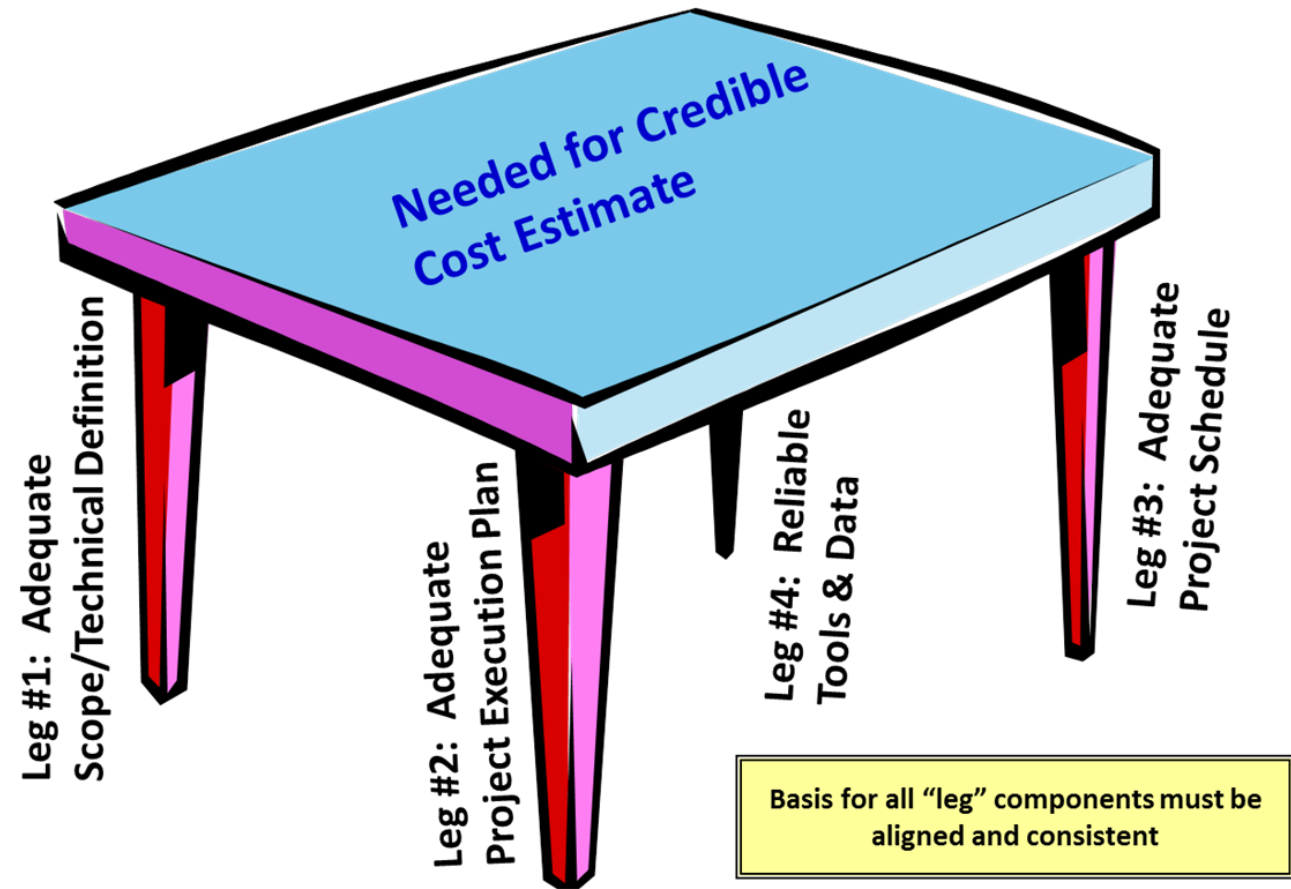 Needed for Credible
Cost Estimate
Leg #1: Adequate
Scope/Technical Definition
Leg #2: Adequate
Project Execution Plan
Leg #4: Reliable
Tools & Data
Leg #3: Adequate
Project Schedule
Basis for all “leg” components must be
aligned and consistent